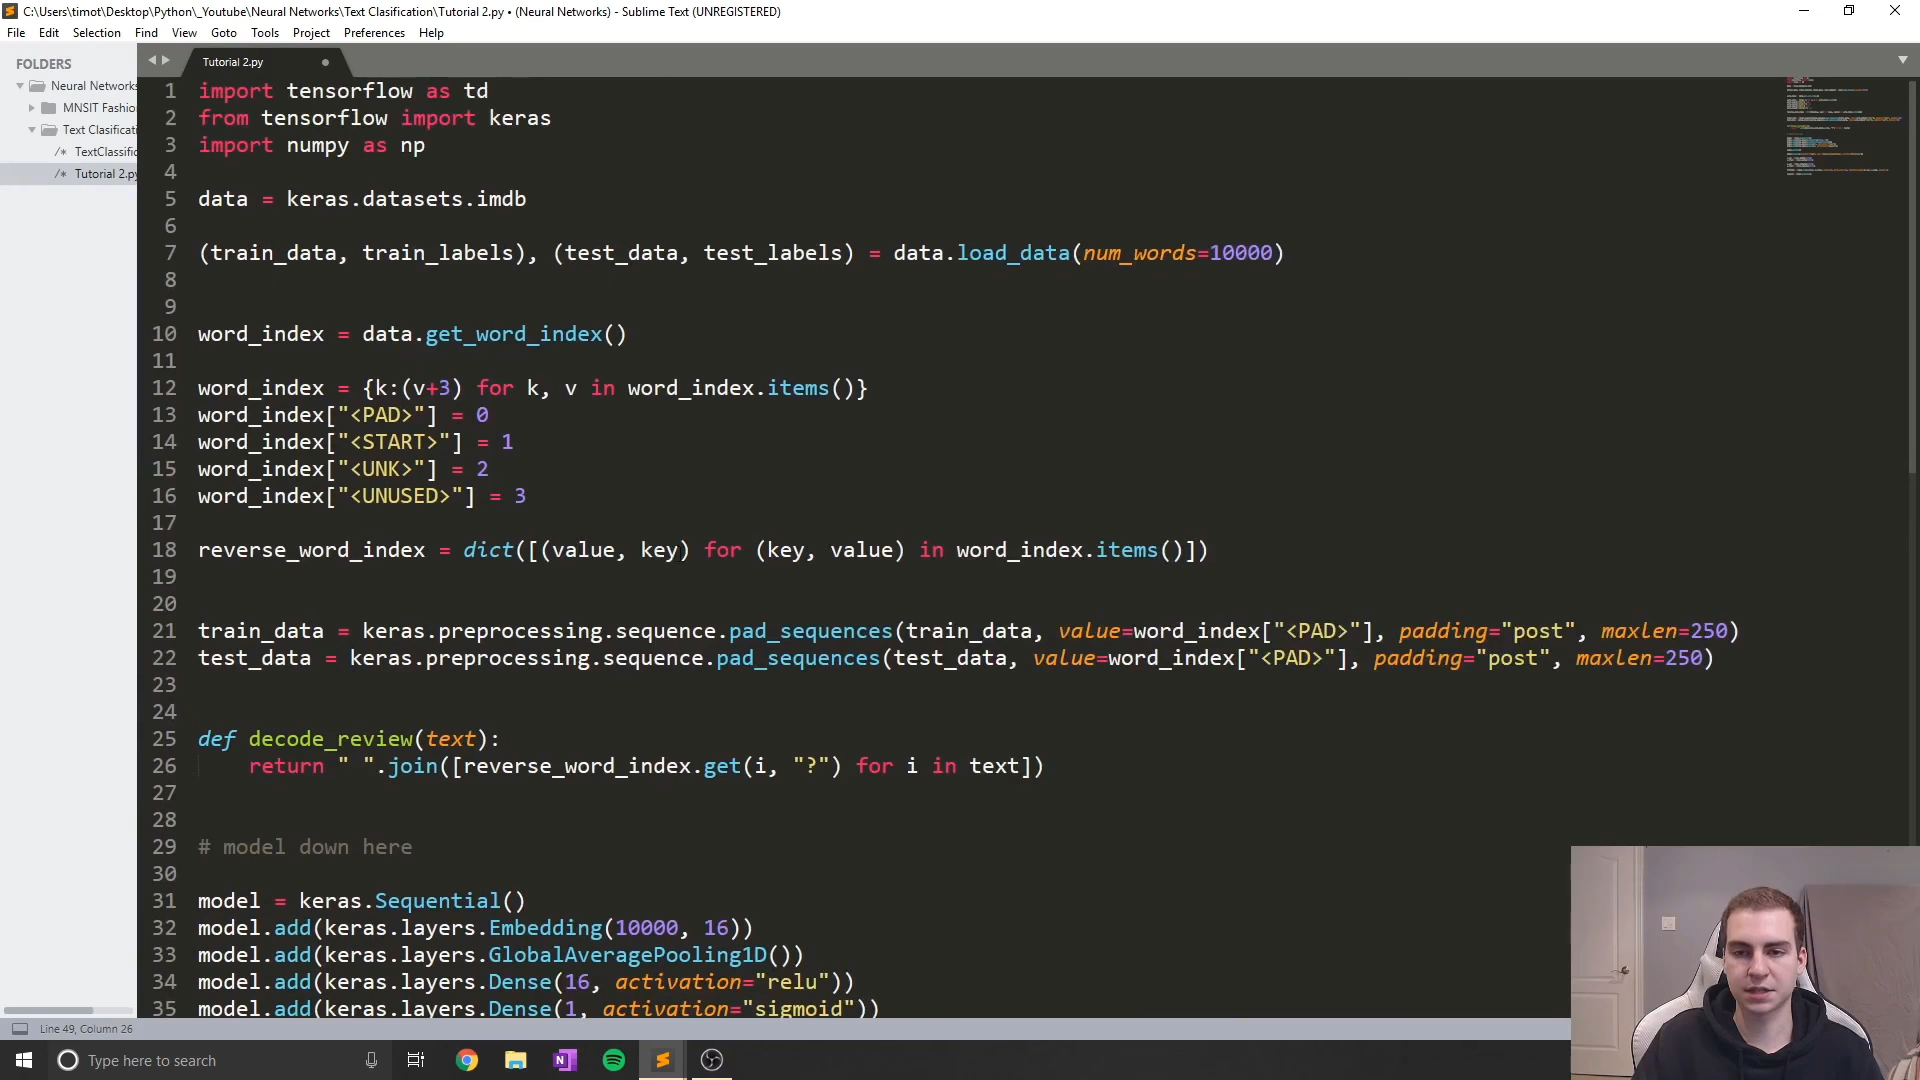 C:\Users\timot\Desktop\Python\_Youtube\Neural Networks\Text Clasification\Tutorial 2.py • (Neural Networks) - Sublime Text (UNREGISTERED)
File Edit Selection Find View Goto Tools Project Preferences Help
FOLDERS
Neural Networks
MNSIT Fashio
Text Clasificati
/* TextClassific
/* Tutorial 2.py
Tutorial 2.py
1 import tensorflow as td
2 from tensorflow import keras
3 import numpy as np
4
5 data = keras.datasets.imdb
6
7 (train_data, train_labels), (test_data, test_labels) = data.load_data(num_words=10000)
8
9
10 word_index = data.get_word_index()
11
12 word_index = {k:(v+3) for k, v in word_index.items()}
13 word_index["<PAD>"] = 0
14 word_index["<START>"] = 1
15 word_index["<UNK>"] = 2
16 word_index["<UNUSED>"] = 3
17
18 reverse_word_index = dict([(value, key) for (key, value) in word_index.items()])
19
20
21 train_data = keras.preprocessing.sequence.pad_sequences(train_data, value=word_index["<PAD>"], padding="post", maxlen=250)
22 test_data = keras.preprocessing.sequence.pad_sequences(test_data, value=word_index["<PAD>"], padding="post", maxlen=250)
23
24
25 def decode_review(text):
26     return " ".join([reverse_word_index.get(i, "?") for i in text])
27
28
29 # model down here
30
31 model = keras.Sequential()
32 model.add(keras.layers.Embedding(10000, 16))
33 model.add(keras.layers.GlobalAveragePooling1D())
34 model.add(keras.layers.Dense(16, activation="relu"))
35 model.add(keras.layers.Dense(1, activation="sigmoid"))
Line 49, Column 26
Type here to search